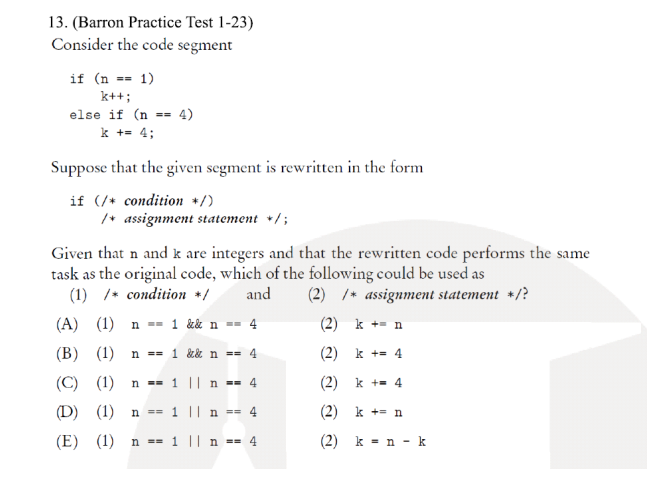 13. (Barron Practice Test 1-23)
Consider the code segment
if (n == 1)
k++;
else if (n == 4)
k += 4;
Suppose that the given segment is rewritten in the form
if (/* condition */)
/* assignment statement */;
Given that n and k are integers and that the rewritten code performs the same
task as the original code, which of the following could be used as
(1) /* condition */ and (2) /* assignment statement */?
(A) (1) n == 1 && n == 4 (2) k += n
(B) (1) n == 1 && n == 4 (2) k += 4
(C) (1) n == 1 || n == 4 (2) k += 4
(D) (1) n == 1 || n == 4 (2) k += n
(E) (1) n == 1 || n == 4 (2) k = n - k